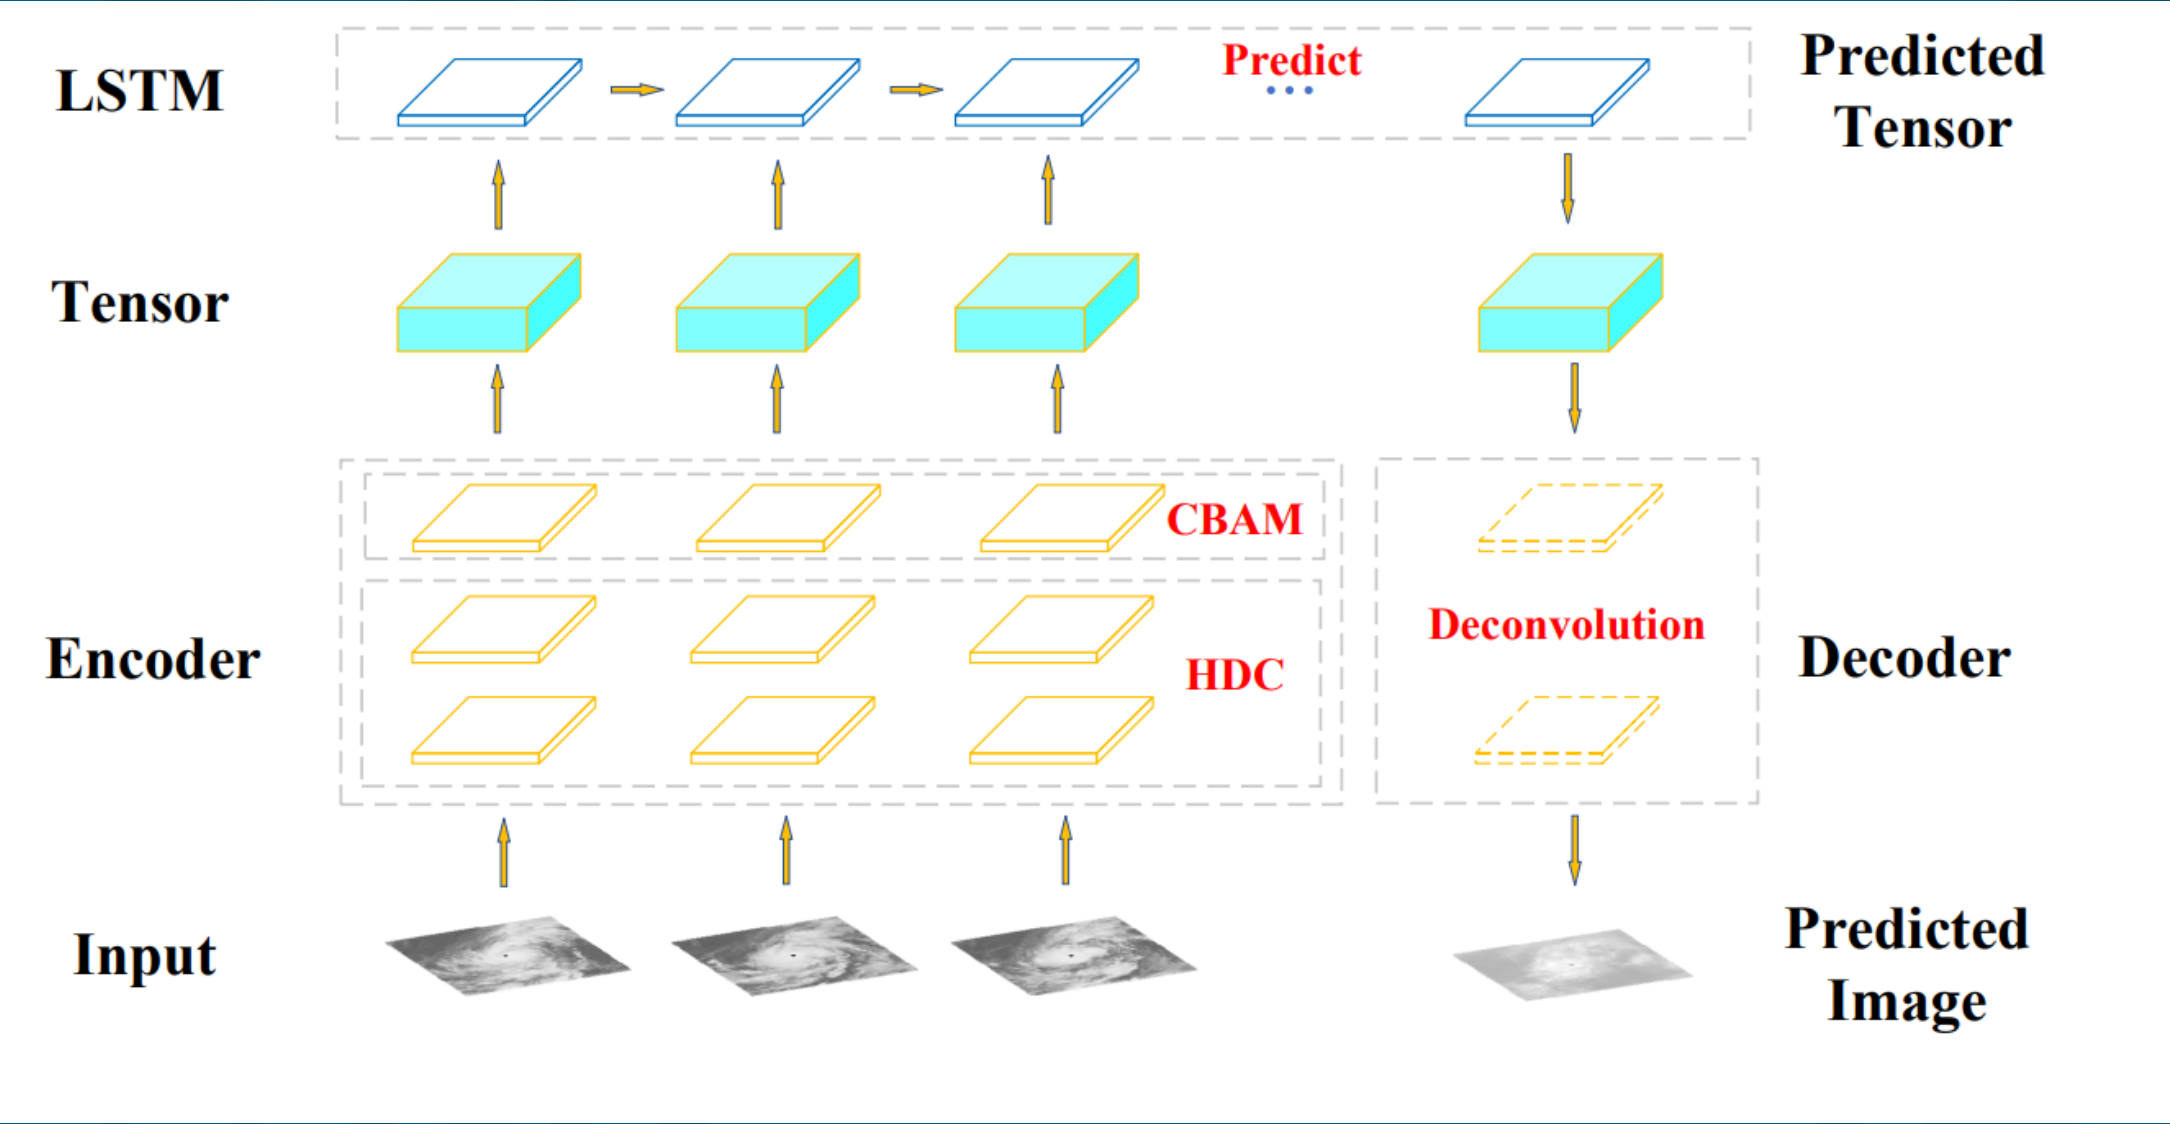 LSTM
Predict
...
Predicted
Tensor
Tensor
CBAM
Encoder
HDC
Deconvolution
Decoder
Input
Predicted
Image